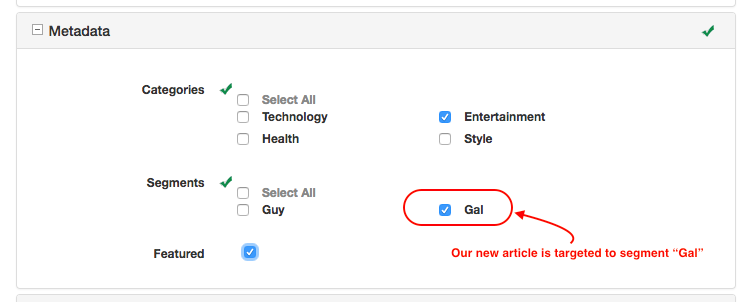 Metadata
Categories
Select All
Technology
Entertainment
Health
Style
Segments
Select All
Guy
Gal
Featured
Our new article is targeted to segment “Gal”